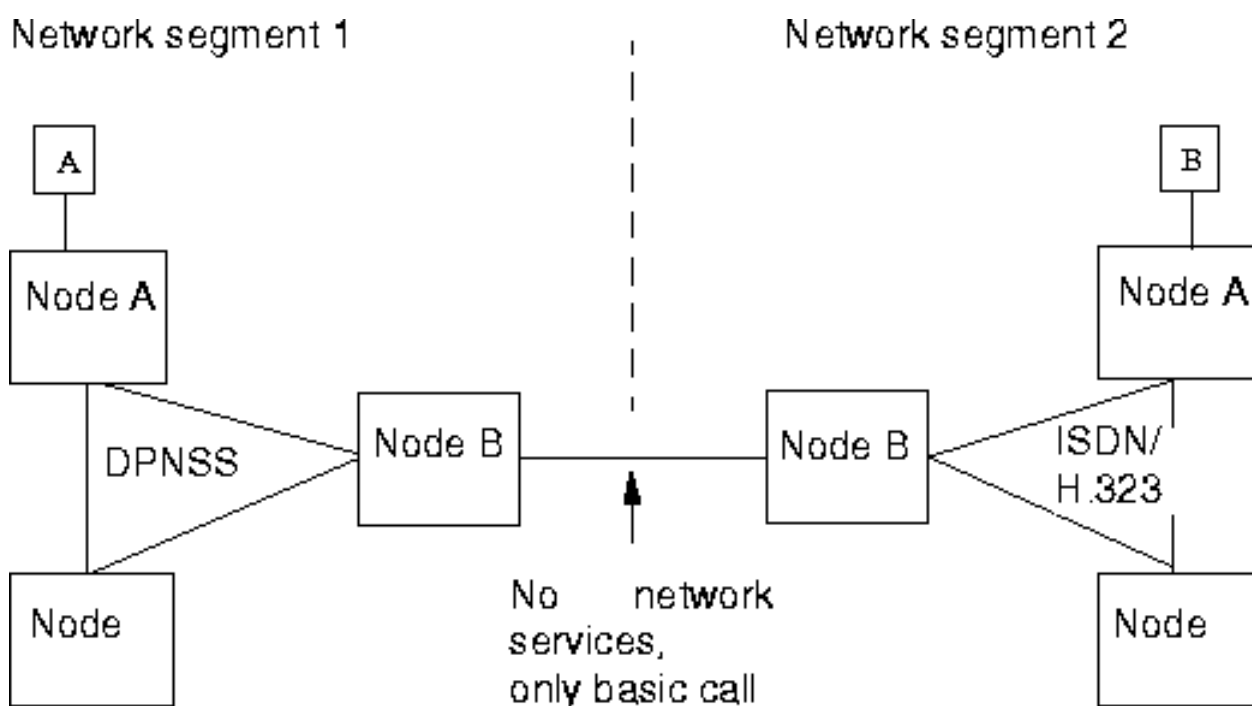 Network segment 1
Network segment 2
A
B
Node A
Node A
DPNSS
Node B
Node B
ISDN/
H.323
Node
Node
No network
services,
only basic call